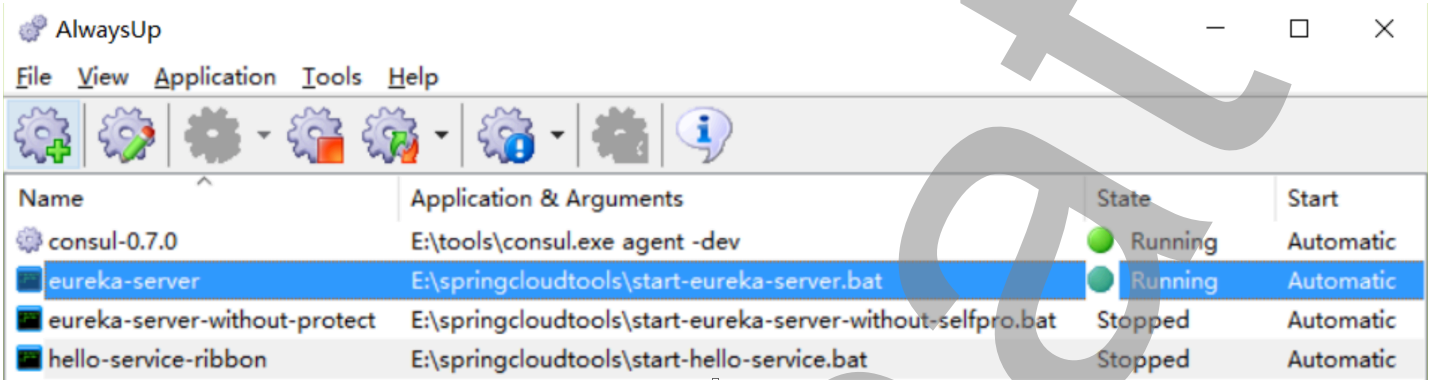 AlwaysUp
File View Application Tools Help
Name Application & Arguments State Start
consul-0.7.0 E:\tools\consul.exe agent -dev Running Automatic
eureka-server E:\springcloudtools\start-eureka-server.bat Running Automatic
eureka-server-without-protect E:\springcloudtools\start-eureka-server-without-selfpro.bat Stopped Automatic
hello-service-ribbon E:\springcloudtools\start-hello-service.bat Stopped Automatic